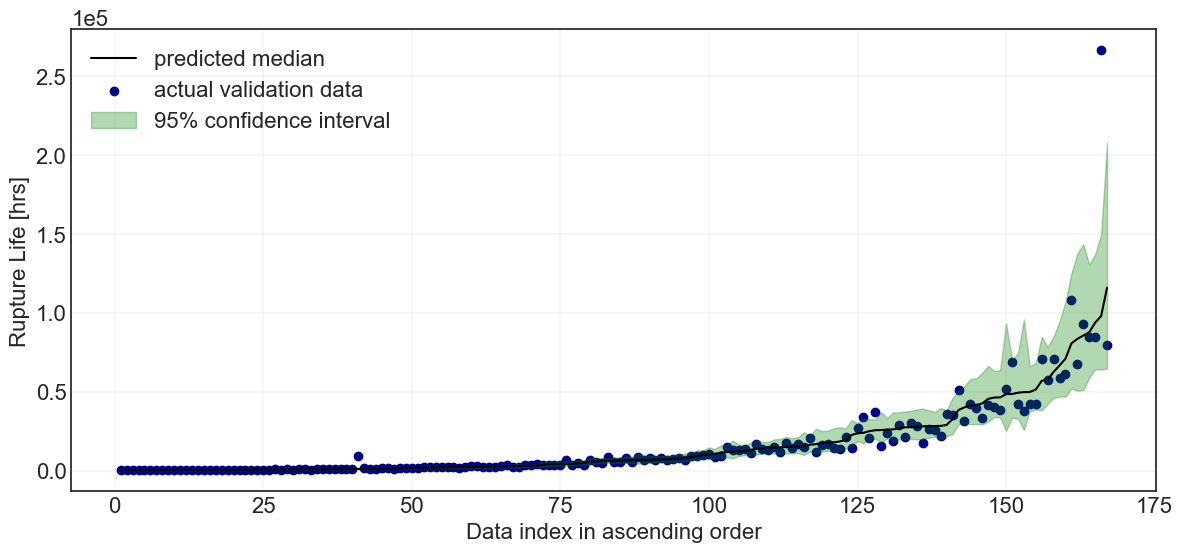 1e5
predicted median
actual validation data
95% confidence interval
2.5
2.0
1.5
1.0
0.5
0.0
Rupture Life [hrs]
0 25 50 75 100 125 150 175
Data index in ascending order